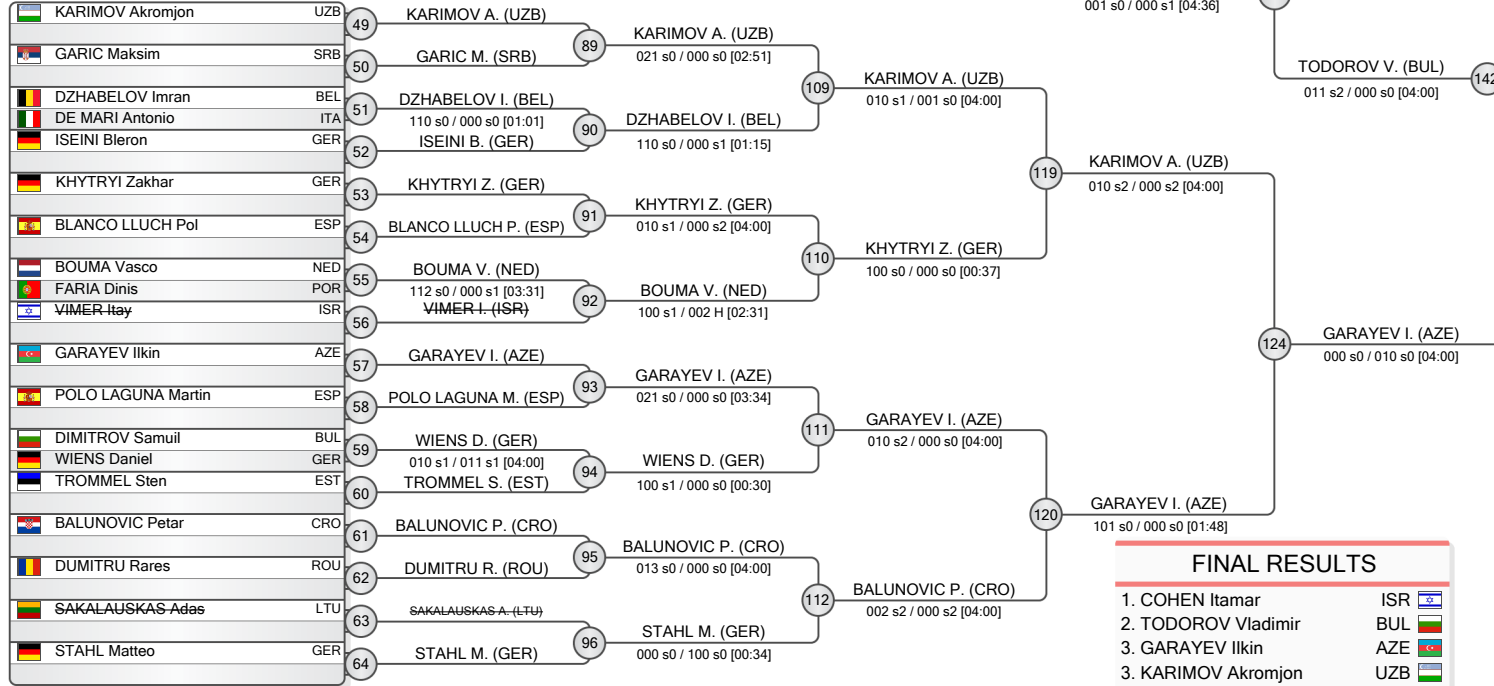 KARIMOV Akromjon UZB
GARIC Maksim SRB
DZHABELOV Imran BEL
DE MARI Antonio ITA
ISEINI Bleron GER
KHYTRYI Zakhar GER
BLANCO LLUCH Pol ESP
BOUMA Vasco NED
FARIA Dinis POR
VIMER Itay ISR
GARAYEV Ilkin AZE
POLO LAGUNA Martin ESP
DIMITROV Samuil BUL
WIENS Daniel GER
TROMMEL Sten EST
BALUNOVIC Petar CRO
DUMITRU Rares ROU
SAKALAUSKAS Adas LTU
STAHL Matteo GER
49
50
51
52
53
54
55
56
57
58
59
60
61
62
63
64
KARIMOV A. (UZB)
GARIC M. (SRB)
DZHABELOV I. (BEL)
110 s0 / 000 s0 [01:01]
ISEINI B. (GER)
KHYTRYI Z. (GER)
BLANCO LLUCH P. (ESP)
BOUMA V. (NED)
112 s0 / 000 s1 [03:31]
VIMER I. (ISR)
GARAYEV I. (AZE)
POLO LAGUNA M. (ESP)
WIENS D. (GER)
010 s1 / 011 s1 [04:00]
TROMMEL S. (EST)
BALUNOVIC P. (CRO)
DUMITRU R. (ROU)
SAKALAUSKAS A. (LTU)
STAHL M. (GER)
89
90
91
92
93
94
95
96
KARIMOV A. (UZB)
021 s0 / 000 s0 [02:51]
DZHABELOV I. (BEL)
110 s0 / 000 s1 [01:15]
KHYTRYI Z. (GER)
010 s1 / 000 s2 [04:00]
BOUMA V. (NED)
100 s1 / 002 H [02:31]
GARAYEV I. (AZE)
021 s0 / 000 s0 [03:34]
WIENS D. (GER)
100 s1 / 000 s0 [00:30]
BALUNOVIC P. (CRO)
013 s0 / 000 s0 [04:00]
STAHL M. (GER)
000 s0 / 100 s0 [00:34]
109
110
111
112
KARIMOV A. (UZB)
010 s1 / 001 s0 [04:00]
KHYTRYI Z. (GER)
100 s0 / 000 s0 [00:37]
GARAYEV I. (AZE)
010 s2 / 000 s0 [04:00]
BALUNOVIC P. (CRO)
002 s2 / 000 s2 [04:00]
119
120
KARIMOV A. (UZB)
010 s2 / 000 s2 [04:00]
GARAYEV I. (AZE)
101 s0 / 000 s0 [01:48]
124
GARAYEV I. (AZE)
000 s0 / 010 s0 [04:00]
001 s0 / 000 s1 [04:36]
TODOROV V. (BUL)
011 s2 / 000 s0 [04:00]
142
FINAL RESULTS
1. COHEN Itamar ISR
2. TODOROV Vladimir BUL
3. GARAYEV Ilkin AZE
3. KARIMOV Akromjon UZB